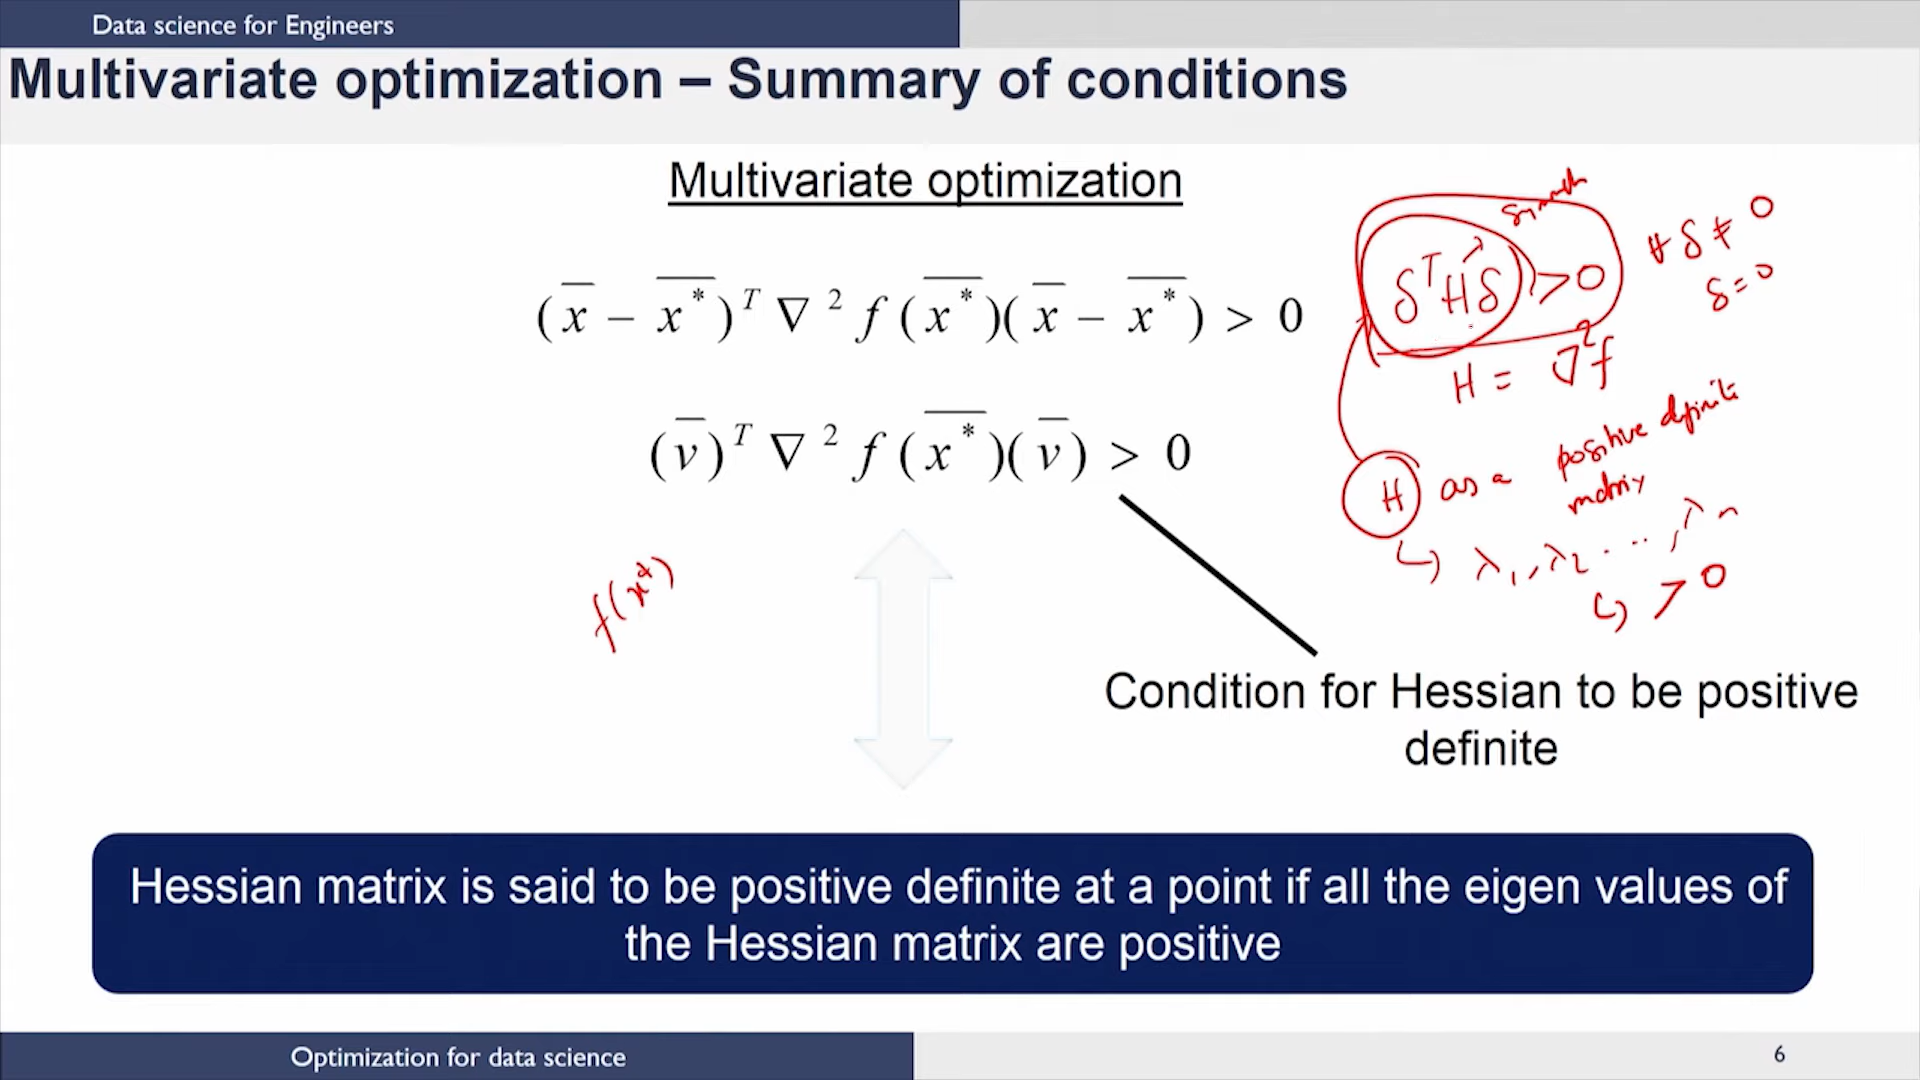 Data science for Engineers
Multivariate optimization – Summary of conditions
Multivariate optimization
(x̅ – x*̅)ᵀ ∇² f(x*̅)(x̅ – x*̅) > 0
(v̅)ᵀ ∇² f(x*̅)(v̅) > 0
δᵀHδ > 0 ∀ δ ≠ 0
δ = 0
H = ∇²f
H as a positive definite
matrix
λ₁, λ₂ ..., λₙ
> 0
f(x*)
Condition for Hessian to be positive
definite
Hessian matrix is said to be positive definite at a point if all the eigen values of
the Hessian matrix are positive
Optimization for data science
6